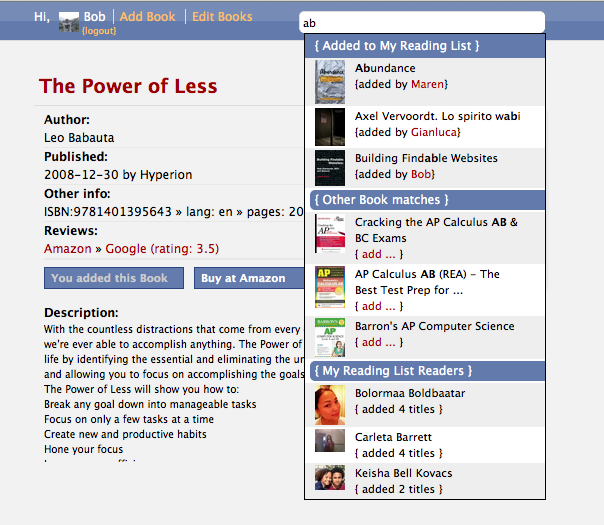 Hi, Bob | Add Book | Edit Books
(logout)
ab
{ Added to My Reading List }
Abundance
{added by Maren}
Axel Vervoordt. Lo spirito wabi
{added by Gianluca}
Building Findable Websites
{added by Bob}
{ Other Book matches }
Cracking the AP Calculus AB &
BC Exams
{ add ... }
AP Calculus AB (REA) - The
Best Test Prep for ...
{ add ... }
Barron's AP Computer Science
{ add ... }
{ My Reading List Readers }
Bolormaa Boldbaatar
{ added 4 titles }
Carleta Barrett
{ added 4 titles }
Keisha Bell Kovacs
{ added 2 titles }
The Power of Less
Author:
Leo Babauta
Published:
2008-12-30 by Hyperion
Other info:
ISBN:9781401395643 » lang: en » pages: 20
Reviews:
Amazon » Google (rating: 3.5)
You added this Book
Buy at Amazon
Description:
With the countless distractions that come from every
we're ever able to accomplish anything. The Power of
life by identifying the essential and eliminating the un
and allowing you to focus on accomplishing the goals
The Power of Less will show you how to:
Break any goal down into manageable tasks
Focus on only a few tasks at a time
Create new and productive habits
Hone your focus